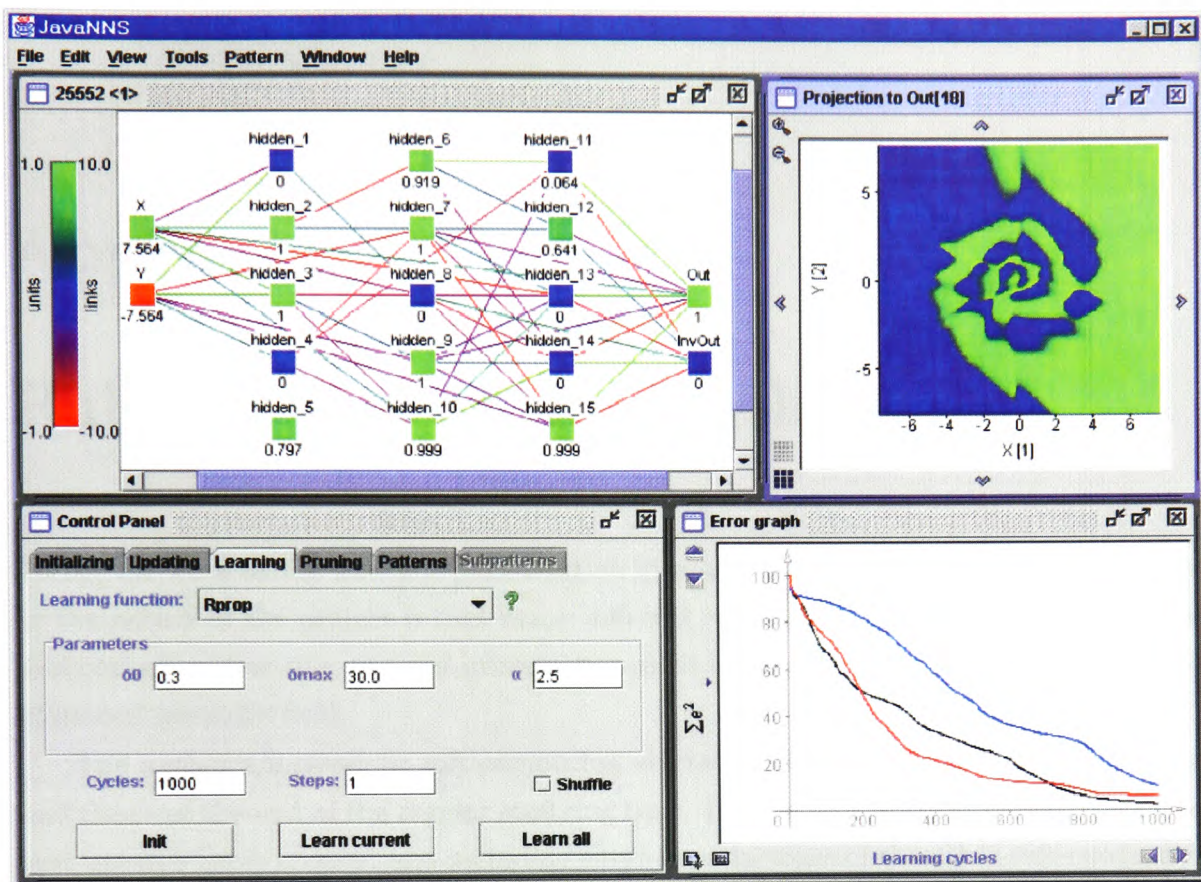 JavaNNS
File Edit View Tools Pattern Window Help
25552 <1>
1.0 10.0
units
links
-1.0 -10.0
hidden_1 hidden_6 hidden_11
0 0.919 0.064
X hidden_2 hidden_7 hidden_12
7.564 1 1 0.641
Y hidden_3 hidden_8 hidden_13 Out
-7.564 1 0 0 1
hidden_4 hidden_9 hidden_14 InvOut
0 1 0 0
hidden_5 hidden_10 hidden_15
0.797 0.999 0.999
Projection to Out[18]
Y [2]
5
0
-5
-6 -4 -2 0 2 4 6
X [1]
Control Panel
Initializing Updating Learning Pruning Patterns Subpatterns
Learning function: Rprop ?
Parameters
δ0 0.3 δmax 30.0 α 2.5
Cycles: 1000 Steps: 1 Shuffle
Init Learn current Learn all
Error graph
∑e²
100
80
60
40
20
0 200 400 600 800 1000
Learning cycles